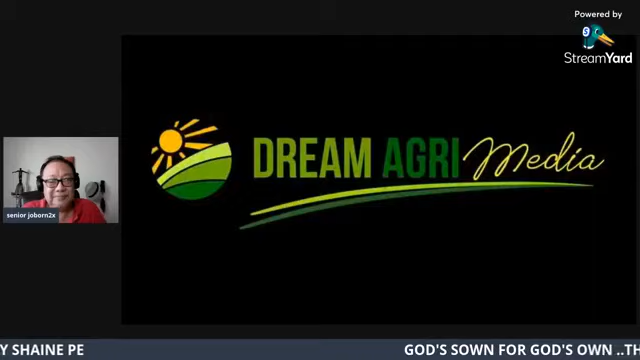 Powered by
StreamYard
DREAM AGRI Media
senior joborn2x
Y SHAINE PE
GOD'S SOWN FOR GOD'S OWN ..TH